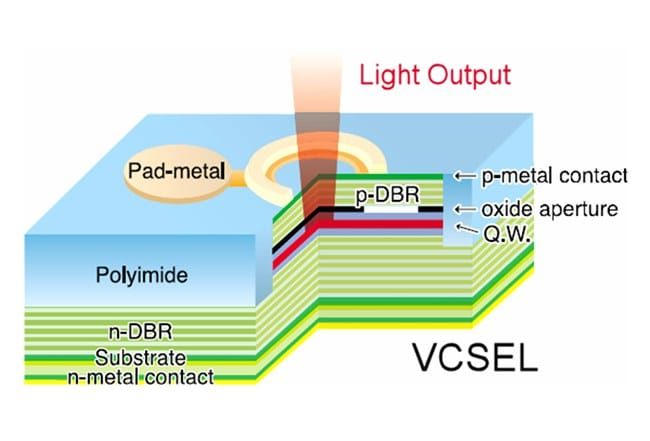 Light Output
Pad-metal
p-metal contact
p-DBR
oxide aperture
Q.W.
Polyimide
n-DBR
Substrate
n-metal contact
VCSEL